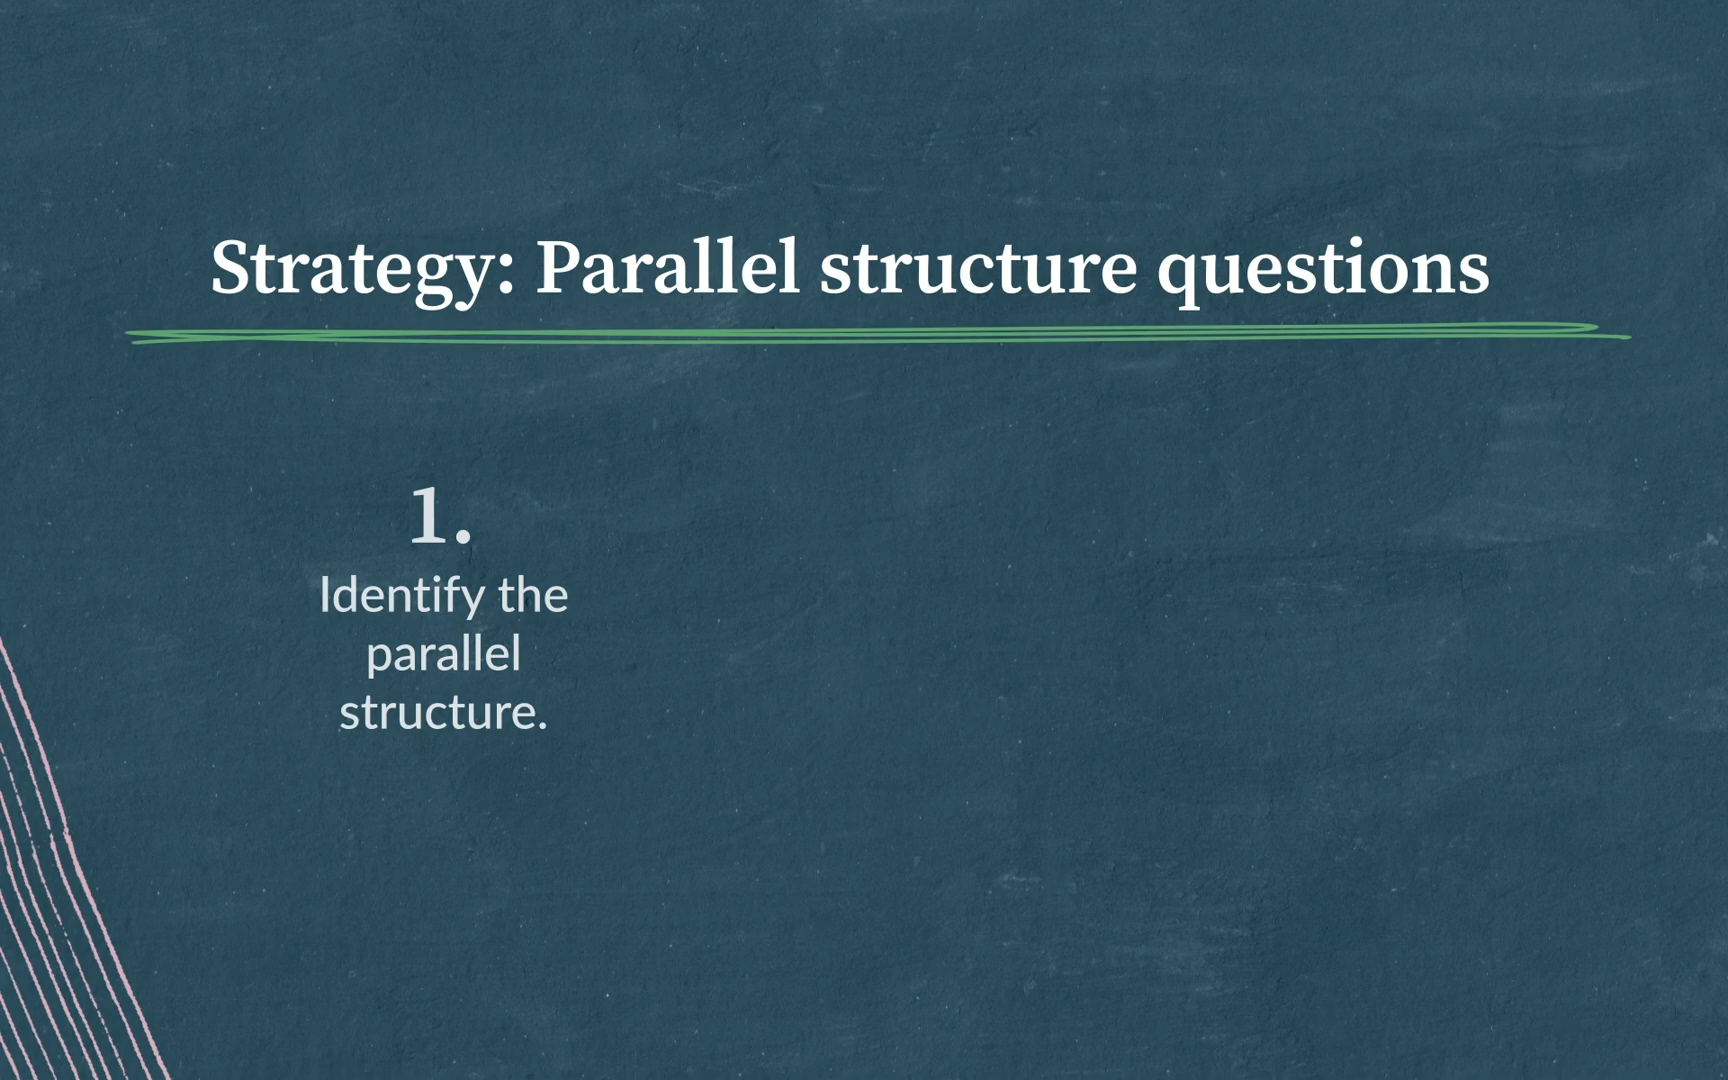 Strategy: Parallel structure questions
1.
Identify the
parallel
structure.